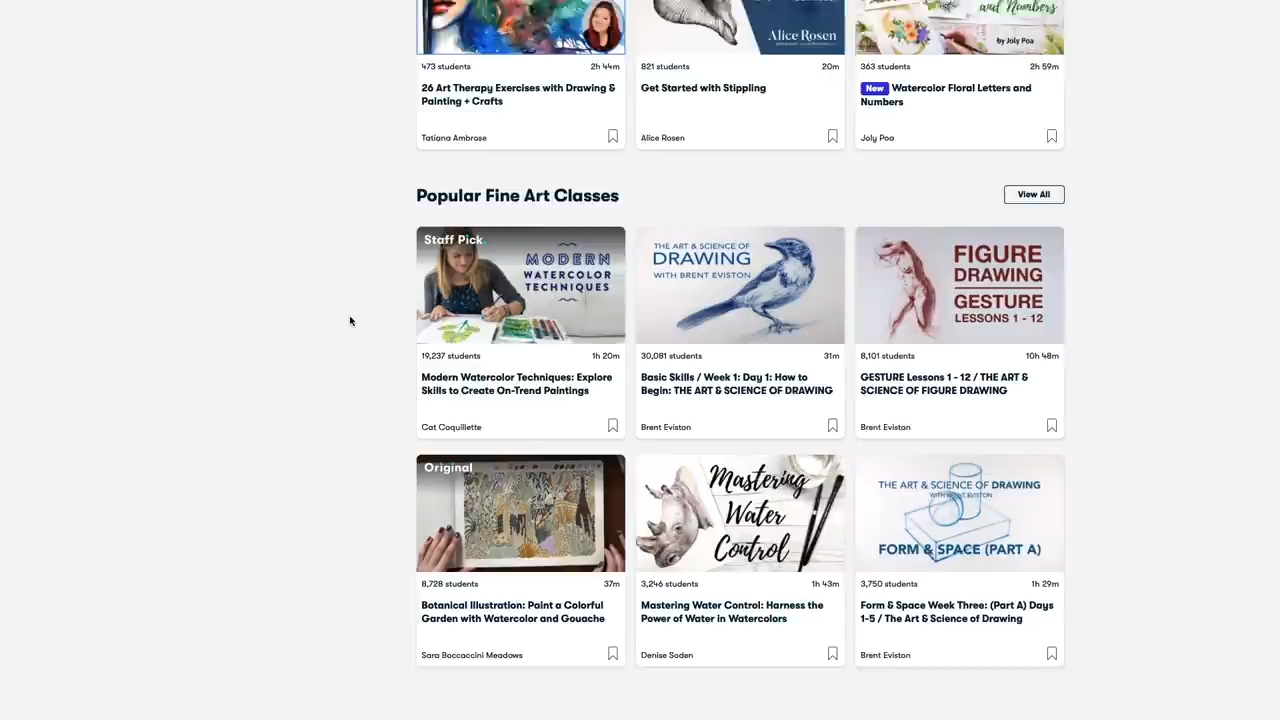 and Numbers
Alice Rosen
by Joly Poa
473 students
2h 44m
821 students
20m
363 students
2h 59m
26 Art Therapy Exercises with Drawing &
Painting + Crafts
Get Started with Stippling
New Watercolor Floral Letters and
Numbers
Tatiana Ambrose
Alice Rosen
Joly Poa
Popular Fine Art Classes
View All
Staff Pick
MODERN
WATERCOLOR
TECHNIQUES
THE ART & SCIENCE OF
DRAWING
WITH BRENT EVISTON
FIGURE
DRAWING
GESTURE
LESSONS 1 - 12
19,237 students
1h 20m
30,081 students
31m
8,101 students
10h 48m
Modern Watercolor Techniques: Explore
Skills to Create On-Trend Paintings
Basic Skills / Week 1: Day 1: How to
Begin: THE ART & SCIENCE OF DRAWING
GESTURE Lessons 1 - 12 / THE ART &
SCIENCE OF FIGURE DRAWING
Cat Coquillette
Brent Eviston
Brent Eviston
Original
Mastering
Water
Control
THE ART & SCIENCE OF DRAWING
WITH BRENT EVISTON
FORM & SPACE (PART A)
8,728 students
37m
3,246 students
1h 43m
3,750 students
1h 29m
Botanical Illustration: Paint a Colorful
Garden with Watercolor and Gouache
Mastering Water Control: Harness the
Power of Water in Watercolors
Form & Space Week Three: (Part A) Days
1-5 / The Art & Science of Drawing
Sara Boccaccini Meadows
Denise Soden
Brent Eviston